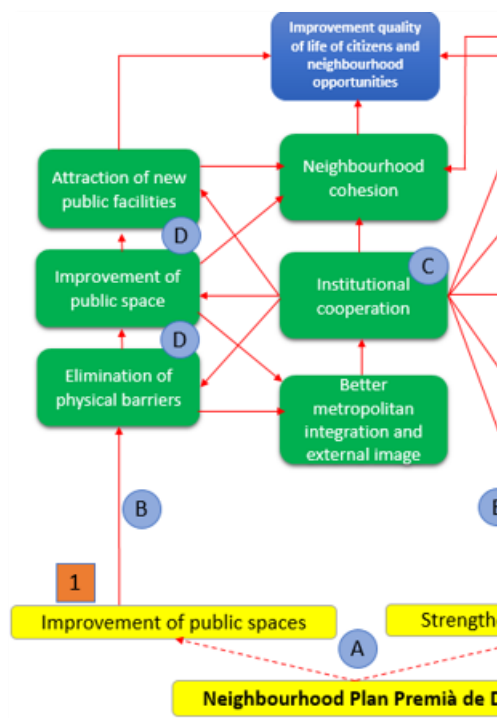 Improvement quality
of life of citizens and
neighbourhood
opportunities
Attraction of new
public facilities
Neighbourhood
cohesion
D
Improvement of
public space
C
Institutional
cooperation
D
Elimination of
physical barriers
Better
metropolitan
integration and
external image
B
1
Improvement of public spaces
A
Neighbourhood Plan Premià de